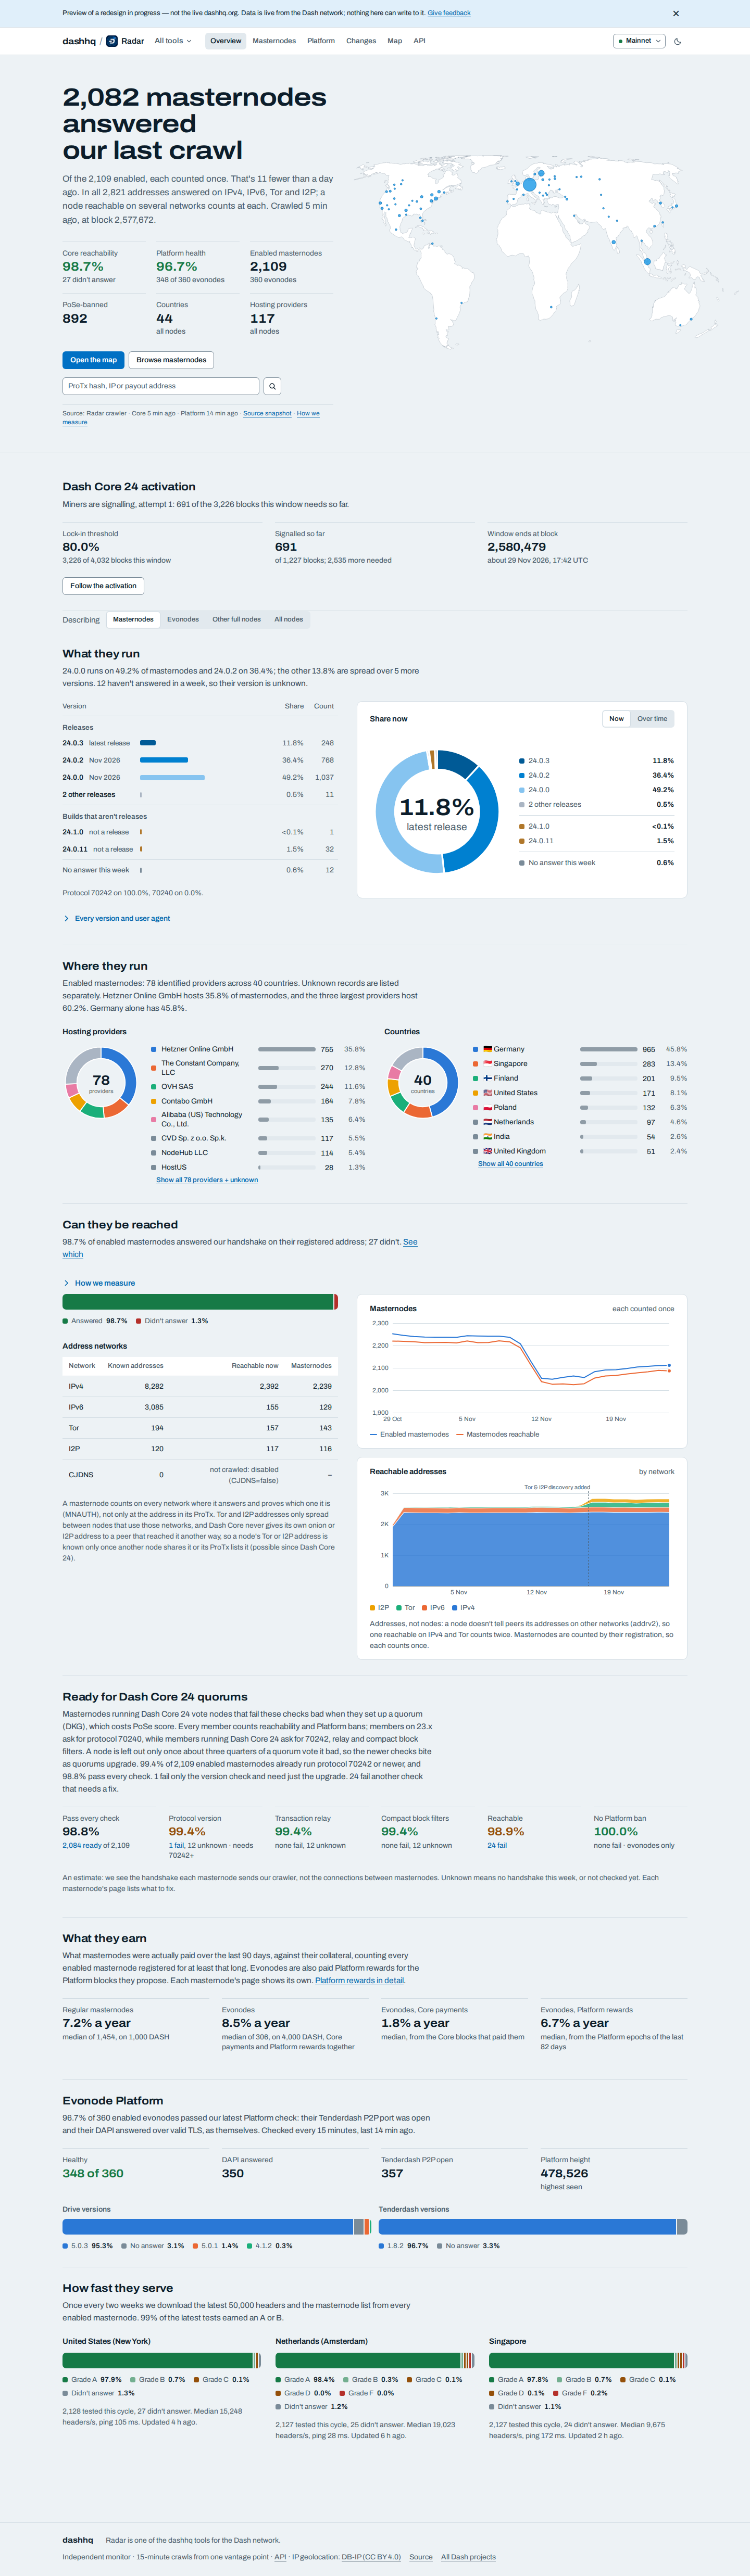 Preview of a redesign in progress — not the live dashhq.org. Data is live from the Dash network; nothing here can write to it. Give feedback
dashhq / Radar All tools Overview Masternodes Platform Changes Map API Mainnet
2,082 masternodes
answered
our last crawl
Of the 2,109 enabled, each counted once. That's 11 fewer than a day
ago. In all 2,821 addresses answered on IPv4, IPv6, Tor and I2P; a
node reachable on several networks counts at each. Crawled 5 min
ago, at block 2,577,672.
Core reachability Platform health Enabled masternodes
98.7% 96.7% 2,109
27 didn't answer 348 of 360 evonodes 360 evonodes
PoSe-banned Countries Hosting providers
892 44 117
all nodes all nodes
Open the map Browse masternodes
ProTx hash, IP or payout address
Source: Radar crawler · Core 5 min ago · Platform 14 min ago · Source snapshot · How we
measure
Dash Core 24 activation
Miners are signalling, attempt 1: 691 of the 3,226 blocks this window needs so far.
Lock-in threshold Signalled so far Window ends at block
80.0% 691 2,580,479
3,226 of 4,032 blocks this window of 1,227 blocks; 2,535 more needed about 29 Nov 2026, 17:42 UTC
Follow the activation
Describing Masternodes Evonodes Other full nodes All nodes
What they run
24.0.0 runs on 49.2% of masternodes and 24.0.2 on 36.4%; the other 13.8% are spread over 5 more
versions. 12 haven't answered in a week, so their version is unknown.
Version Share Count
Releases
24.0.3 latest release 11.8% 248
24.0.2 Nov 2026 36.4% 768
24.0.0 Nov 2026 49.2% 1,037
2 other releases 0.5% 11
Builds that aren't releases
24.1.0 not a release <0.1% 1
24.0.11 not a release 1.5% 32
No answer this week 0.6% 12
Protocol 70242 on 100.0%, 70240 on 0.0%.
Every version and user agent
Share now Now Over time
11.8%
latest release
24.0.3 11.8%
24.0.2 36.4%
24.0.0 49.2%
2 other releases 0.5%
24.1.0 <0.1%
24.0.11 1.5%
No answer this week 0.6%
Where they run
Enabled masternodes: 78 identified providers across 40 countries. Unknown records are listed
separately. Hetzner Online GmbH hosts 35.8% of masternodes, and the three largest providers host
60.2%. Germany alone has 45.8%.
Hosting providers
78
providers
Hetzner Online GmbH 755 35.8%
The Constant Company,
LLC 270 12.8%
OVH SAS 244 11.6%
Contabo GmbH 164 7.8%
Alibaba (US) Technology
Co., Ltd. 135 6.4%
CVD Sp. z o.o. Sp.k. 117 5.5%
NodeHub LLC 114 5.4%
HostUS 28 1.3%
Show all 78 providers + unknown
Countries
40
countries
Germany 965 45.8%
Singapore 283 13.4%
Finland 201 9.5%
United States 171 8.1%
Poland 132 6.3%
Netherlands 97 4.6%
India 54 2.6%
United Kingdom 51 2.4%
Show all 40 countries
Can they be reached
98.7% of enabled masternodes answered our handshake on their registered address; 27 didn't. See
which
How we measure
Answered 98.7% Didn't answer 1.3%
Address networks
Network Known addresses Reachable now Masternodes
IPv4 8,282 2,392 2,239
IPv6 3,085 155 129
Tor 194 157 143
I2P 120 117 116
CJDNS 0 not crawled: disabled
(CJDNS=false) –
A masternode counts on every network where it answers and proves which one it is
(MNAUTH), not only at the address in its ProTx. Tor and I2P addresses only spread
between nodes that use those networks, and Dash Core never gives its own onion or
I2P address to a peer that reached it another way, so a node's Tor or I2P address is
known only once another node shares it or its ProTx lists it (possible since Dash Core
24).
Masternodes each counted once
2,300
2,200
2,100
2,000
1,900
29 Oct 5 Nov 12 Nov 19 Nov
Enabled masternodes Masternodes reachable
Reachable addresses by network
Tor & I2P discovery added
3K
2K
1K
0
5 Nov 12 Nov 19 Nov
I2P Tor IPv6 IPv4
Addresses, not nodes: a node doesn't tell peers its addresses on other networks (addrv2), so
one reachable on IPv4 and Tor counts twice. Masternodes are counted by their registration, so
each counts once.
Ready for Dash Core 24 quorums
Masternodes running Dash Core 24 vote nodes that fail these checks bad when they set up a quorum
(DKG), which costs PoSe score. Every member counts reachability and Platform bans; members on 23.x
ask for protocol 70240, while members running Dash Core 24 ask for 70242, relay and compact block
filters. A node is left out only once about three quarters of a quorum vote it bad, so the newer checks bite
as quorums upgrade. 99.4% of 2,109 enabled masternodes already run protocol 70242 or newer, and
98.8% pass every check. 1 fail only the version check and need just the upgrade. 24 fail another check
that needs a fix.
Pass every check Protocol version Transaction relay Compact block filters Reachable No Platform ban
98.8% 99.4% 99.4% 99.4% 98.9% 100.0%
2,084 ready of 2,109 1 fail, 12 unknown · needs
70242+ none fail, 12 unknown none fail, 12 unknown 24 fail none fail · evonodes only
An estimate: we see the handshake each masternode sends our crawler, not the connections between masternodes. Unknown means no handshake this week, or not checked yet. Each
masternode's page lists what to fix.
What they earn
What masternodes were actually paid over the last 90 days, against their collateral, counting every
enabled masternode registered for at least that long. Evonodes are also paid Platform rewards for the
Platform blocks they propose. Each masternode's page shows its own. Platform rewards in detail.
Regular masternodes Evonodes Evonodes, Core payments Evonodes, Platform rewards
7.2% a year 8.5% a year 1.8% a year 6.7% a year
median of 1,454, on 1,000 DASH median of 306, on 4,000 DASH, Core
payments and Platform rewards together median, from the Core blocks that paid them median, from the Platform epochs of the last
82 days
Evonode Platform
96.7% of 360 enabled evonodes passed our latest Platform check: their Tenderdash P2P port was open
and their DAPI answered over valid TLS, as themselves. Checked every 15 minutes, last 14 min ago.
Healthy DAPI answered Tenderdash P2P open Platform height
348 of 360 350 357 478,526
highest seen
Drive versions Tenderdash versions
5.0.3 95.3% No answer 3.1% 5.0.1 1.4% 4.1.2 0.3% 1.8.2 96.7% No answer 3.3%
How fast they serve
Once every two weeks we download the latest 50,000 headers and the masternode list from every
enabled masternode. 99% of the latest tests earned an A or B.
United States (New York)
Grade A 97.9% Grade B 0.7% Grade C 0.1%
Didn't answer 1.3%
2,128 tested this cycle, 27 didn't answer. Median 15,248
headers/s, ping 105 ms. Updated 4 h ago.
Netherlands (Amsterdam)
Grade A 98.4% Grade B 0.3% Grade C 0.1%
Grade D 0.0% Grade F 0.0%
Didn't answer 1.2%
2,127 tested this cycle, 25 didn't answer. Median 19,023
headers/s, ping 28 ms. Updated 6 h ago.
Singapore
Grade A 97.8% Grade B 0.7% Grade C 0.1%
Grade D 0.1% Grade F 0.2%
Didn't answer 1.1%
2,127 tested this cycle, 24 didn't answer. Median 9,675
headers/s, ping 172 ms. Updated 2 h ago.
dashhq Radar is one of the dashhq tools for the Dash network.
Independent monitor · 15-minute crawls from one vantage point · API · IP geolocation: DB-IP (CC BY 4.0) Source All Dash projects